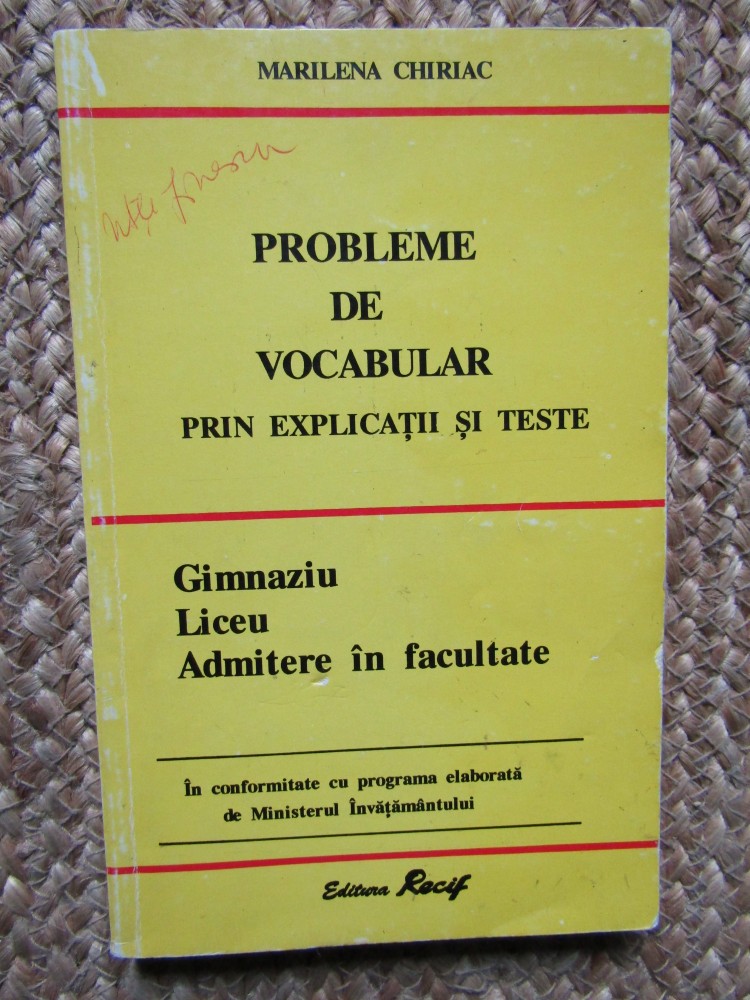 MARILENA CHIRIAC
PROBLEME
DE
VOCABULAR
PRIN EXPLICAȚII ȘI TESTE
Gimnaziu
Liceu
Admitere în facultate
În conformitate cu programa elaborată
de Ministerul Învățământului
Editura Recif